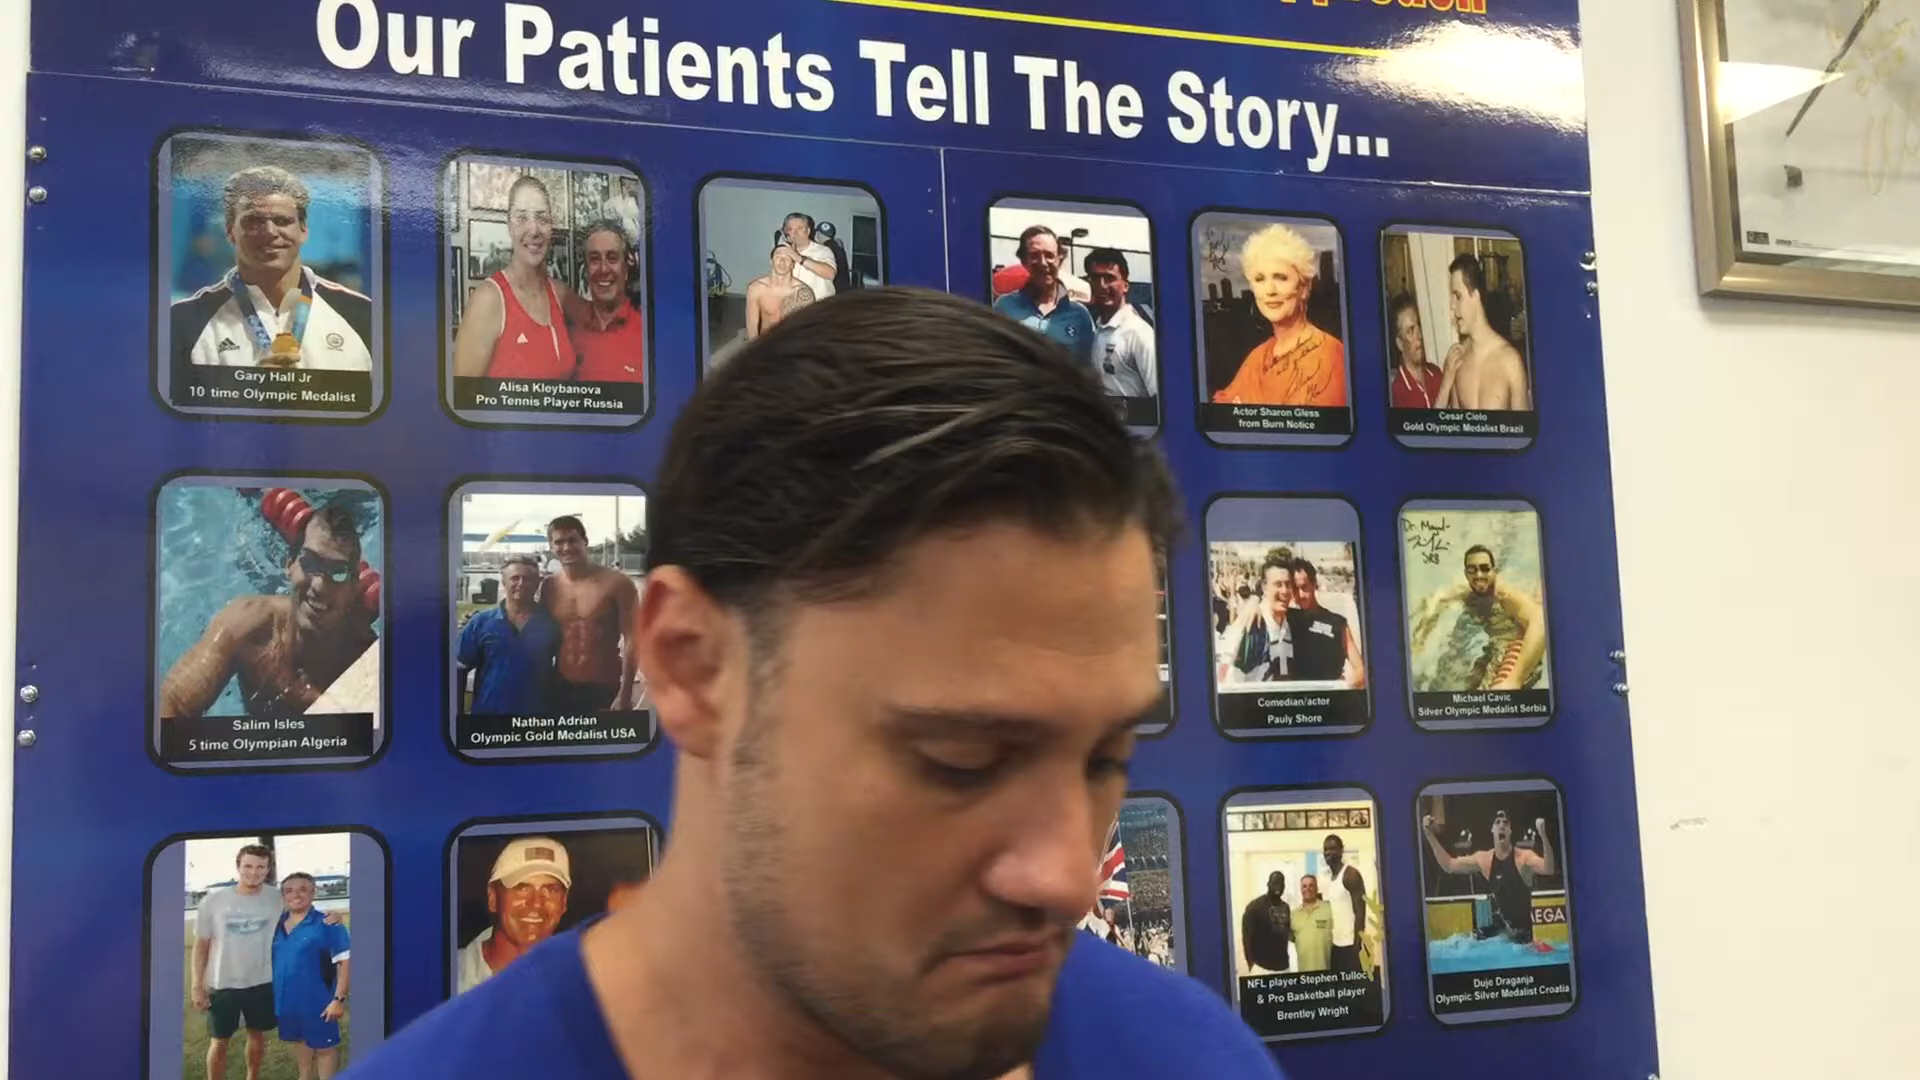 Our Patients Tell The Story...
Gary Hall Jr
10 time Olympic Medalist
Alisa Kleybanova
Pro Tennis Player Russia
Actor Sharon Gless
from Burn Notice
Cesar Cielo
Gold Olympic Medalist Brazil
Salim Isles
5 time Olympian Algeria
Nathan Adrian
Olympic Gold Medalist USA
Comedian/actor
Pauly Shore
Michael Cavic
Silver Olympic Medalist Serbia
NFL player Stephen Tulloc
& Pro Basketball player
Brentley Wright
Duje Draganja
Olympic Silver Medalist Croatia